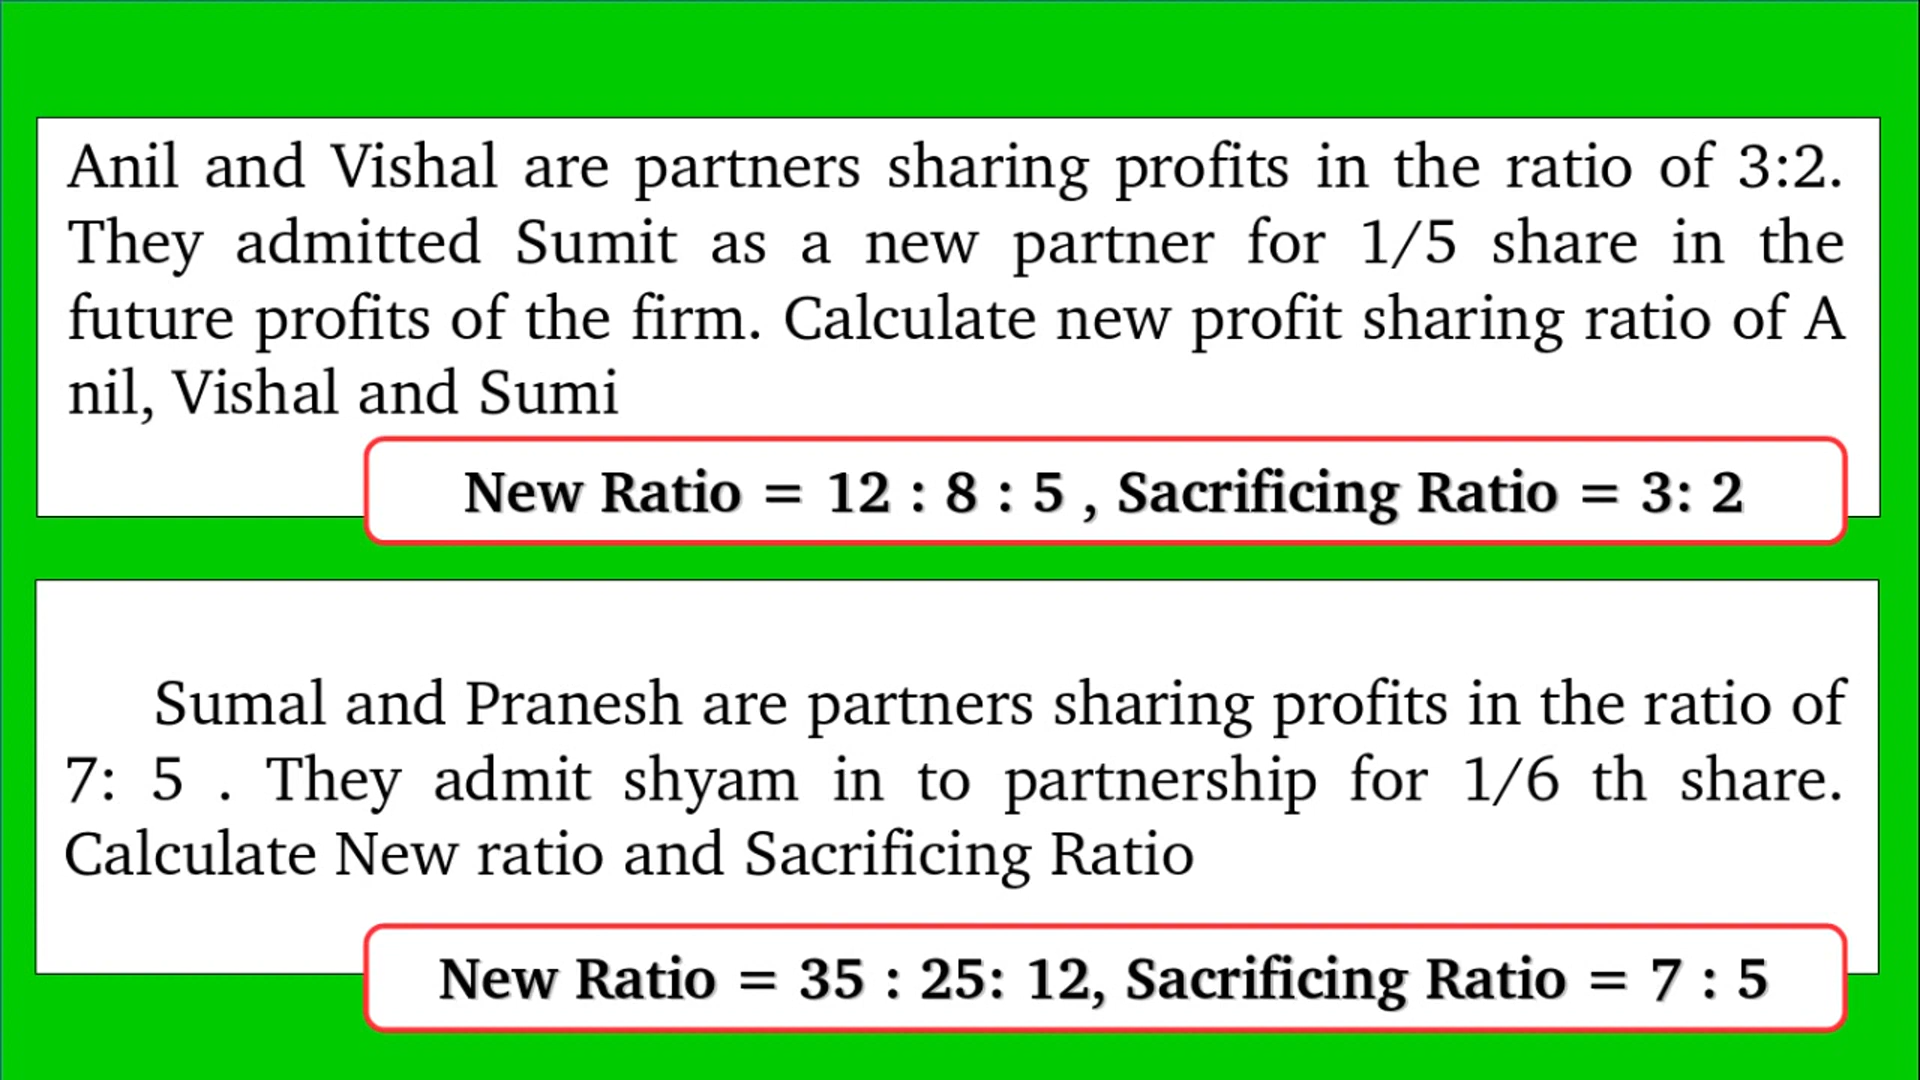 Anil and Vishal are partners sharing profits in the ratio of 3:2.
They admitted Sumit as a new partner for 1/5 share in the
future profits of the firm. Calculate new profit sharing ratio of A
nil, Vishal and Sumi
New Ratio = 12 : 8 : 5 , Sacrificing Ratio = 3: 2
Sumal and Pranesh are partners sharing profits in the ratio of
7: 5 . They admit shyam in to partnership for 1/6 th share.
Calculate New ratio and Sacrificing Ratio
New Ratio = 35 : 25: 12, Sacrificing Ratio = 7 : 5